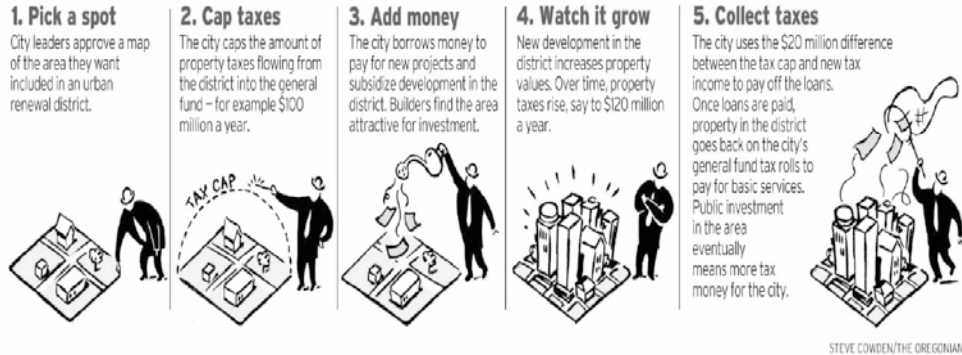 1. Pick a spot
City leaders approve a map
of the area they want
included in an urban
renewal district.
2. Cap taxes
The city caps the amount of
property taxes flowing from
the district into the general
fund – for example $100
million a year.
TAX CAP
3. Add money
The city borrows money to
pay for new projects and
subsidize development in the
district. Builders find the area
attractive for investment.
4. Watch it grow
New development in the
district increases property
values. Over time, property
taxes rise, say to $120 million
a year.
5. Collect taxes
The city uses the $20 million difference
between the tax cap and new tax
income to pay off the loans.
Once loans are paid,
property in the district
goes back on the city's
general fund tax rolls to
pay for basic services.
Public investment
in the area
eventually
means more tax
money for the city.
STEVE COWDEN/THE OREGONIAN